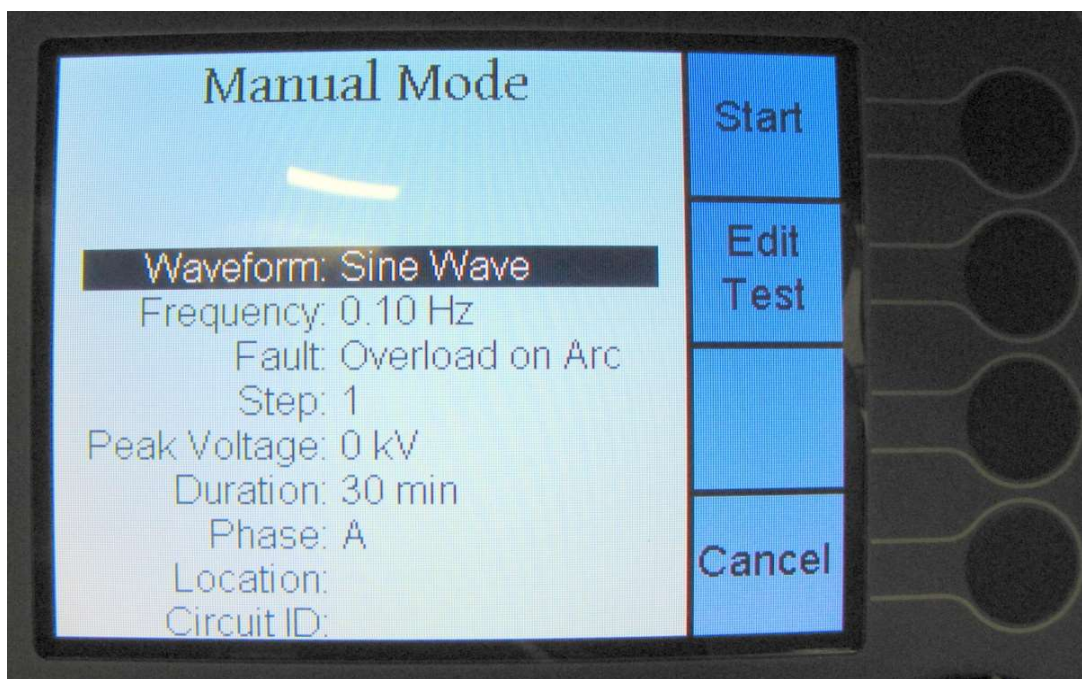 Manual Mode
Waveform: Sine Wave
Frequency: 0.10 Hz
Fault: Overload on Arc
Step: 1
Peak Voltage: 0 kV
Duration: 30 min
Phase: A
Location:
Circuit ID:
Start
Edit
Test
Cancel